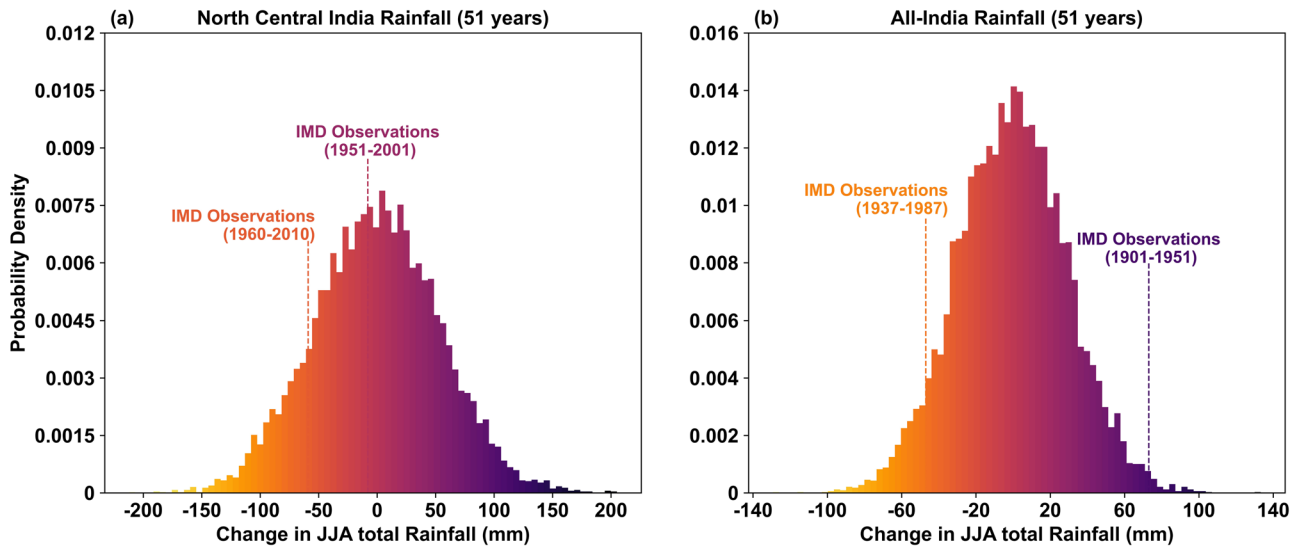 (a) North Central India Rainfall (51 years)
0.012
0.0105
0.009
0.0075
0.006
0.0045
0.003
0.0015
0
Probability Density
IMD Observations
(1951-2001)
IMD Observations
(1960-2010)
-200 -150 -100 -50 0 50 100 150 200
Change in JJA total Rainfall (mm)
(b) All-India Rainfall (51 years)
0.016
0.014
0.012
0.01
0.008
0.006
0.004
0.002
0
IMD Observations
(1937-1987)
IMD Observations
(1901-1951)
-140 -100 -60 -20 20 60 100 140
Change in JJA total Rainfall (mm)